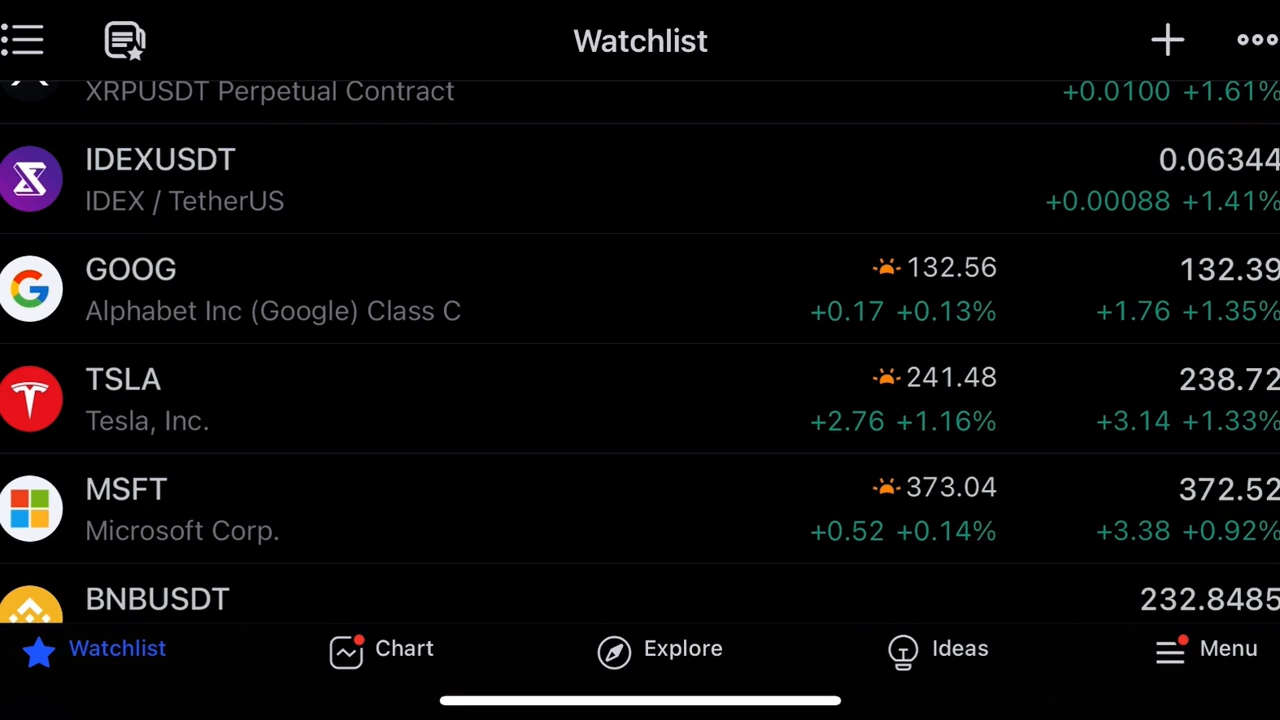 Watchlist
XRPUSDT Perpetual Contract +0.0100 +1.61%
IDEXUSDT 0.06344
IDEX / TetherUS +0.00088 +1.41%
GOOG 132.56 132.39
Alphabet Inc (Google) Class C +0.17 +0.13% +1.76 +1.35%
TSLA 241.48 238.72
Tesla, Inc. +2.76 +1.16% +3.14 +1.33%
MSFT 373.04 372.52
Microsoft Corp. +0.52 +0.14% +3.38 +0.92%
BNBUSDT 232.8485
Watchlist Chart Explore Ideas Menu